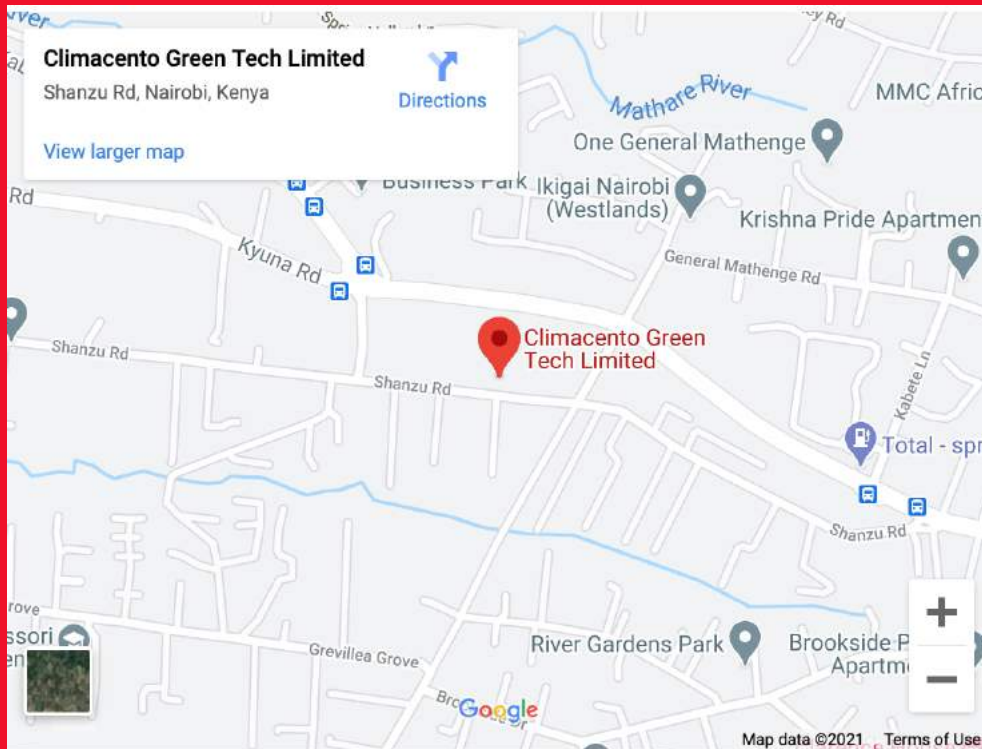 River
Climacento Green Tech Limited
Shanzu Rd, Nairobi, Kenya
Directions
View larger map
Mathare River
MMC Afric
One General Mathenge
Business Park
Ikigai Nairobi
(Westlands)
Krishna Pride Apartmen
Rd
Kyuna Rd
General Mathenge Rd
Climacento Green
Tech Limited
Shanzu Rd
Shanzu Rd
Kabete Ln
Total - spr
Shanzu Rd
rove
ssori
River Gardens Park
Brookside P
Apartm
Grevillea Grove
Google
Map data ©2021
Terms of Use